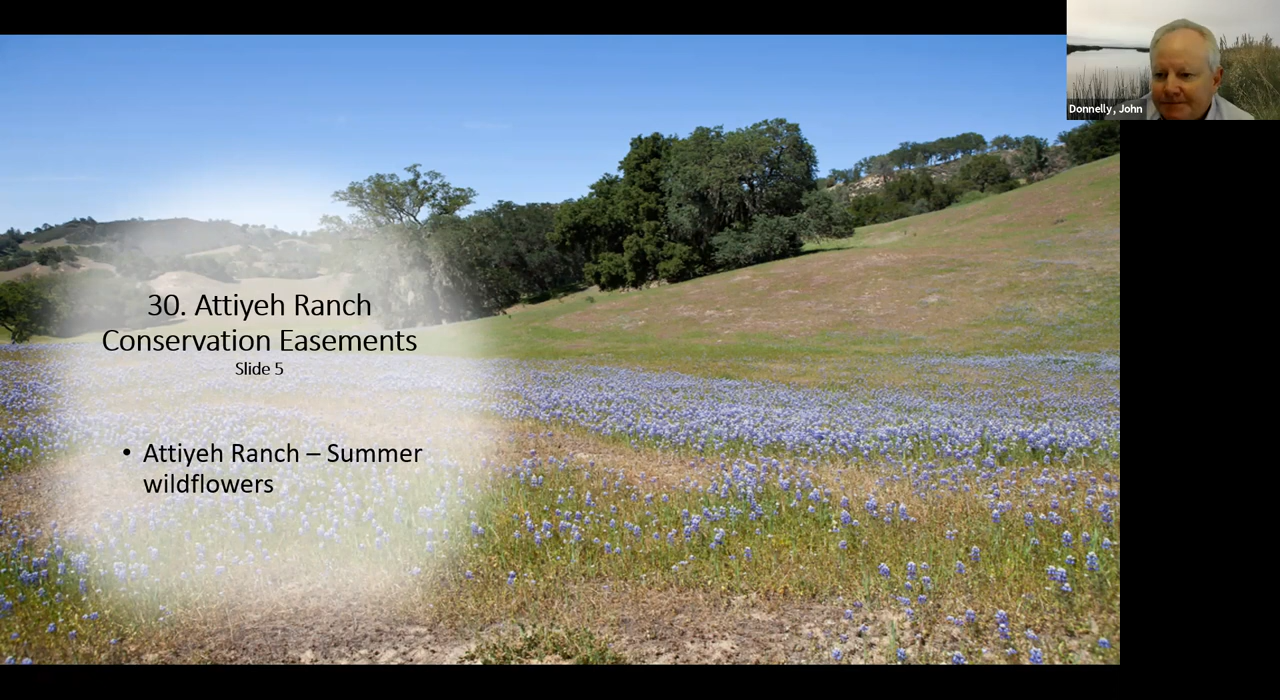 Donnelly, John
30. Attiyeh Ranch
Conservation Easements
Slide 5
• Attiyeh Ranch – Summer
wildflowers